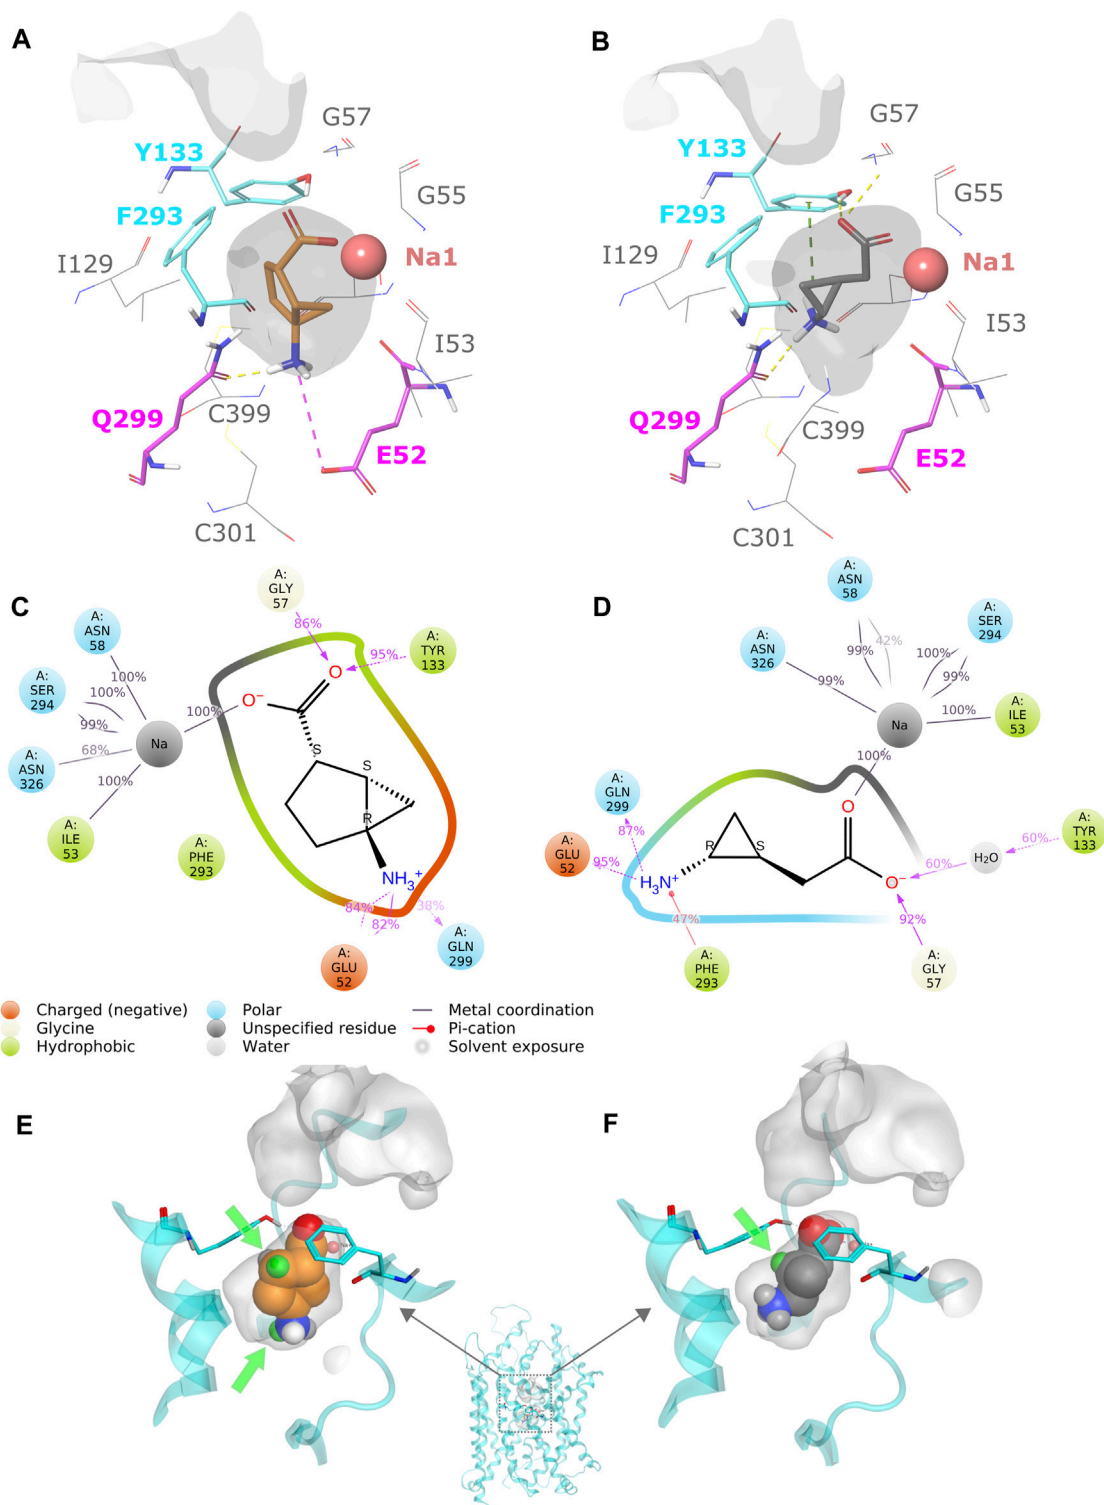 A
B
G57
Y133
F293
G55
I129
Na1
I53
Q299
C399
E52
C301
G57
Y133
F293
G55
I129
Na1
I53
Q299
C399
E52
C301
C
A:
GLY
57
86%
A:
ASN
58
100%
A:
TYR
133
95%
O
O⁻
A:
SER
294
100%
99%
100%
Na
A:
ASN
326
68%
100%
A:
ILE
53
A:
PHE
293
S
S
R
NH₃⁺
84%
82%
38%
A:
GLU
52
A:
GLN
299
D
A:
ASN
58
A:
SER
294
A:
ASN
326
99%
42%
100%
99%
99%
100%
Na
A:
ILE
53
100%
A:
GLN
299
87%
A:
GLU
52
95%
H₃N⁺
R
S
O
O⁻
60%
H₂O
60%
A:
TYR
133
47%
92%
A:
PHE
293
A:
GLY
57
Charged (negative)
Glycine
Hydrophobic
Polar
Unspecified residue
Water
Metal coordination
Pi-cation
Solvent exposure
E
F